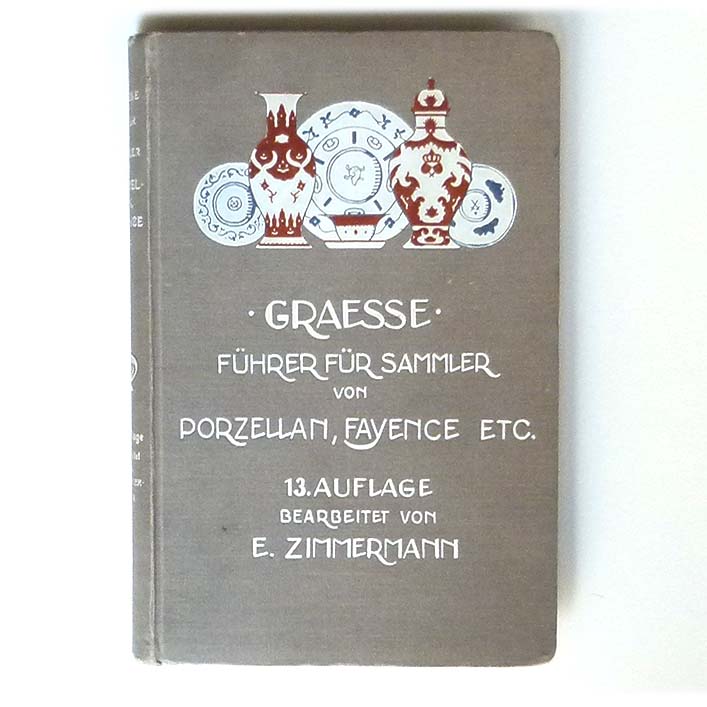 · GRAESSE ·
FÜHRER FÜR SAMMLER
VON
PORZELLAN, FAYENCE ETC.
13. AUFLAGE
BEARBEITET VON
E. ZIMMERMANN